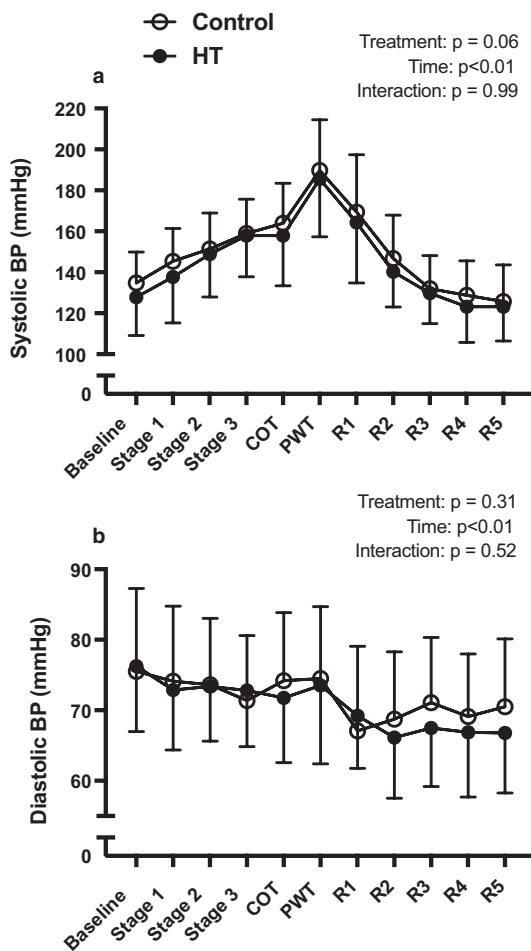 Control
HT
Treatment: p = 0.06
Time: p<0.01
Interaction: p = 0.99
a
Systolic BP (mmHg)
220
200
180
160
140
120
100
0
Baseline
Stage 1
Stage 2
Stage 3
COT
PWT
R1
R2
R3
R4
R5
Treatment: p = 0.31
Time: p<0.01
Interaction: p = 0.52
b
Diastolic BP (mmHg)
90
80
70
60
0
Baseline
Stage 1
Stage 2
Stage 3
COT
PWT
R1
R2
R3
R4
R5